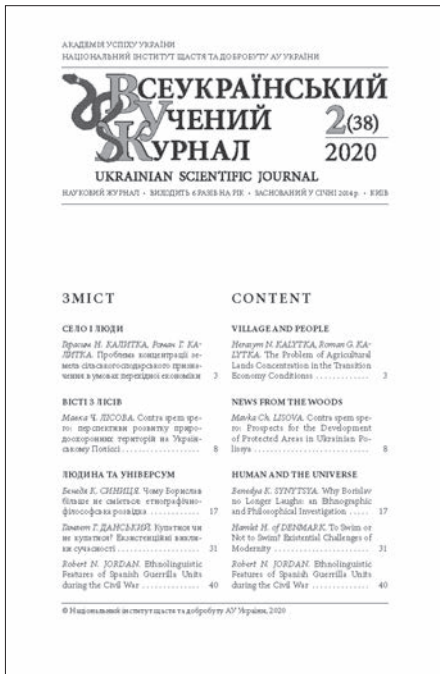 АКАДЕМІЯ УСПІХУ УКРАЇНИ
НАЦІОНАЛЬНИЙ ІНСТИТУТ ЩАСТЯ ТА ДОБРОБУТУ АУ УКРАЇНИ
ВСЕУКРАЇНСЬКИЙ
УЧЕНИЙ
ЖУРНАЛ
2(38)
2020
UKRAINIAN SCIENTIFIC JOURNAL
НАУКОВИЙ ЖУРНАЛ • ВИХОДИТЬ 6 РАЗІВ НА РІК • ЗАСНОВАНИЙ У СІЧНІ 2014 р. • КИЇВ
ЗМІСТ
СЕЛО І ЛЮДИ
Герасим Н. КАЛИТКА, Роман Г. КА-
ЛИТКА. Проблема концентрації зе-
мель сільськогосподарського призна-
чення в умовах перехідної економіки 3
ВІСТІ З ЛІСІВ
Мавка Ч. ЛІСОВА. Contra spem spe-
ro: перспективи розвитку приро-
доохоронних територій на Україн-
ському Поліссі . . . . . . . . . . . . . 8
ЛЮДИНА ТА УНІВЕРСУМ
Бенедя К. СИНИЦЯ. Чому Борислав
більше не сміється: етнографічно-
філософська розвідка . . . . . . . . . 17
Гамлет Г. ДАНСЬКИЙ. Купатися чи
не купатися? Екзистенційні викли-
ки сучасності . . . . . . . . . . . . . 31
Robert N. JORDAN. Ethnolinguistic
Features of Spanish Guerrilla Units
during the Civil War . . . . . . . . . 40
CONTENT
VILLAGE AND PEOPLE
Herasym N. KALYTKA, Roman G. KA-
LYTKA. The Problem of Agricultural
Lands Concentration in the Transition
Economy Conditions . . . . . . . . . . 3
NEWS FROM THE WOODS
Mavka Ch. LISOVA. Contra spem spe-
ro: Prospects for the Development
of Protected Areas in Ukrainian Po-
lissya . . . . . . . . . . . . . . . . . 8
HUMAN AND THE UNIVERSE
Benedya K. SYNYTSYA. Why Borislav
no Longer Laughs: an Ethnographic
and Philosophical Investigation . . . . 17
Hamlet H. of DENMARK. To Swim or
Not to Swim? Existential Challenges of
Modernity . . . . . . . . . . . . . . . 31
Robert N. JORDAN. Ethnolinguistic
Features of Spanish Guerrilla Units
during the Civil War . . . . . . . . . 40
© Національний інститут щастя та добробуту АУ України, 2020